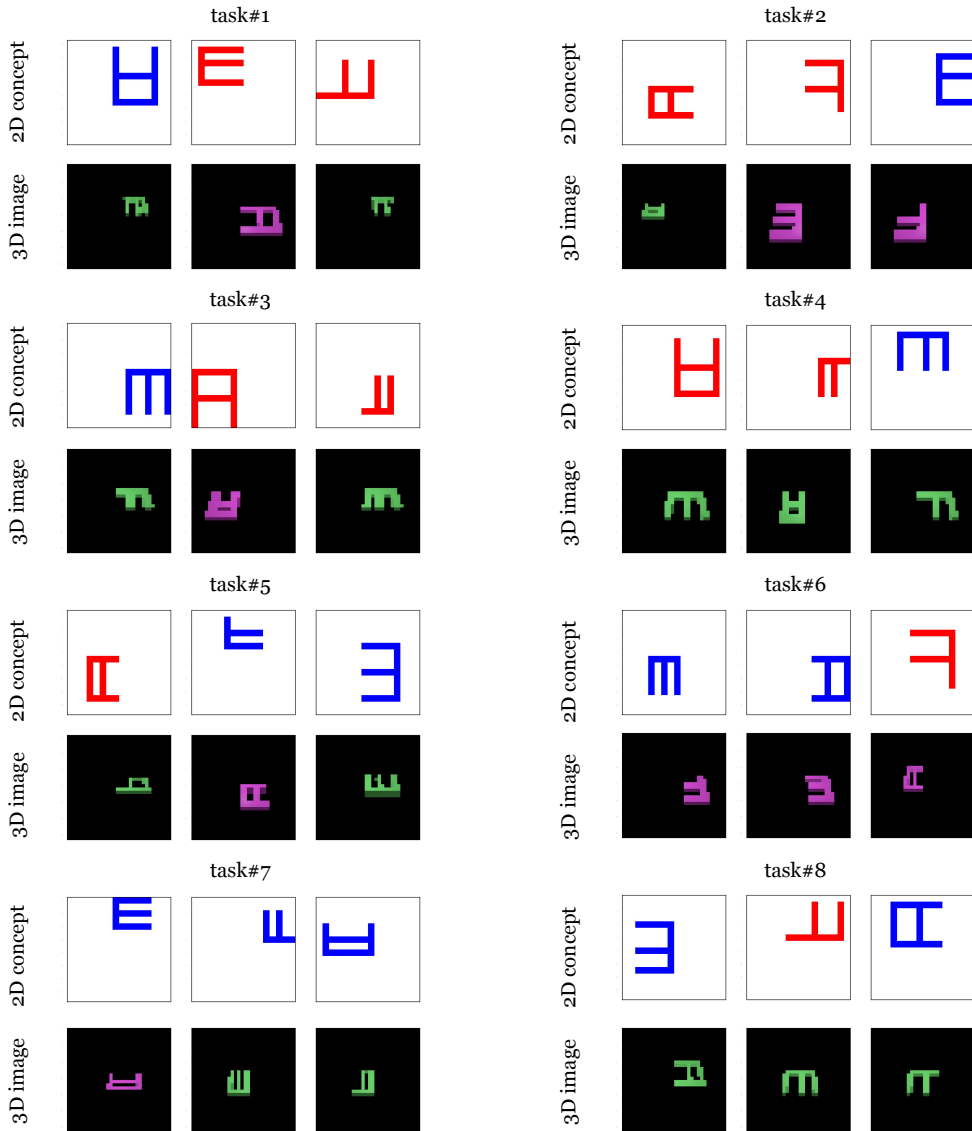 task#1
task#2
2D concept
2D concept
3D image
3D image
task#3
task#4
2D concept
2D concept
3D image
3D image
task#5
task#6
2D concept
2D concept
3D image
3D image
task#7
task#8
2D concept
2D concept
3D image
3D image